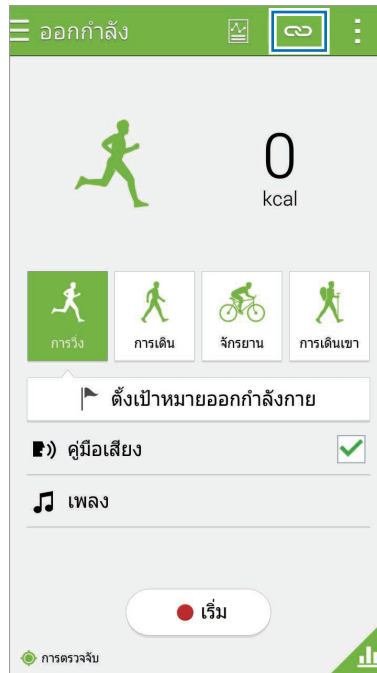 ออกกำลัง
0
kcal
การวิ่ง
การเดิน
จักรยาน
การเดินเขา
ตั้งเป้าหมายออกกำลังกาย
คู่มือเสียง
เพลง
เริ่ม
การตรวจจับ